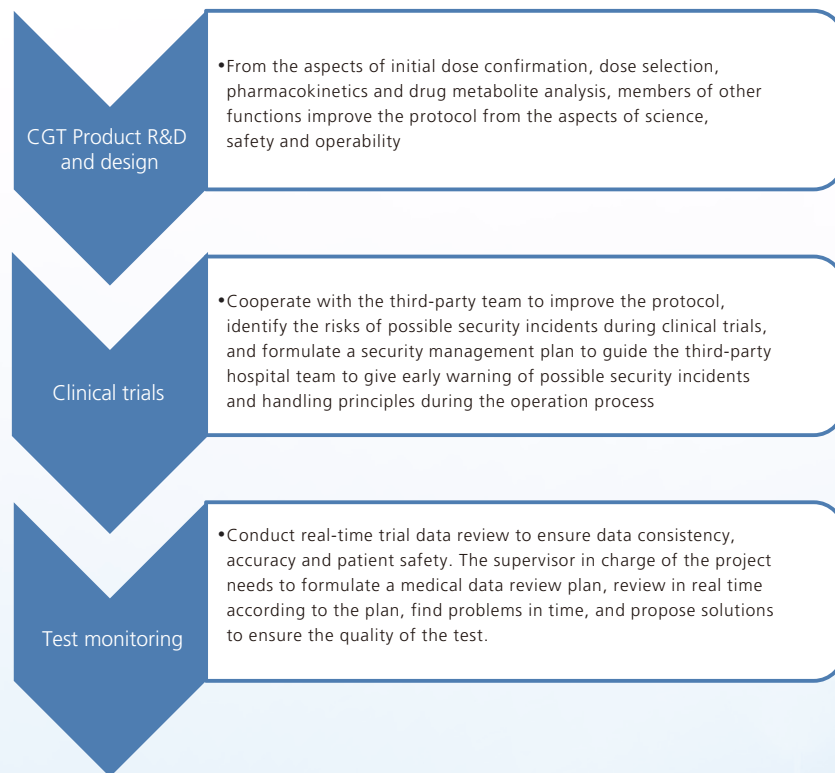 CGT Product R&D
and design
•From the aspects of initial dose confirmation, dose selection,
pharmacokinetics and drug metabolite analysis, members of other
functions improve the protocol from the aspects of science,
safety and operability
Clinical trials
•Cooperate with the third-party team to improve the protocol,
identify the risks of possible security incidents during clinical trials,
and formulate a security management plan to guide the third-party
hospital team to give early warning of possible security incidents
and handling principles during the operation process
Test monitoring
•Conduct real-time trial data review to ensure data consistency,
accuracy and patient safety. The supervisor in charge of the project
needs to formulate a medical data review plan, review in real time
according to the plan, find problems in time, and propose solutions
to ensure the quality of the test.